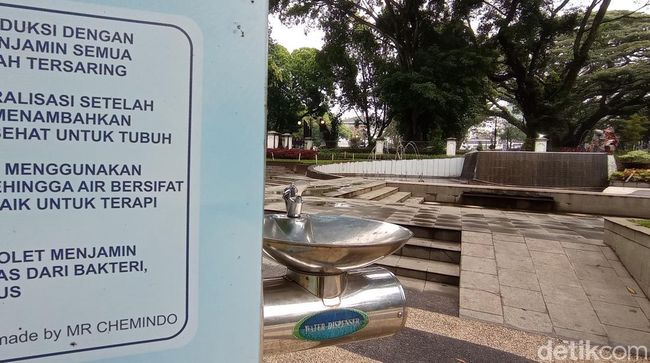 DUKSI DENGAN
ENJAMIN SEMUA
AH TERSARING
RALISASI SETELAH
MENAMBAHKAN
SEHAT UNTUK TUBUH
MENGGUNAKAN
EHINGGA AIR BERSIFAT
AIK UNTUK TERAPI
OLET MENJAMIN
AS DARI BAKTERI,
US
made by MR CHEMINDO
WATER DISPENSER
detikcom